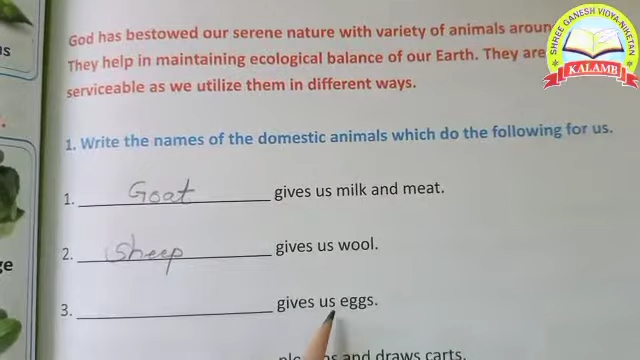 SHREE GANESH VIDYA-NIKETAN
KALAMB
God has bestowed our serene nature with variety of animals aroun
They help in maintaining ecological balance of our Earth. They are
serviceable as we utilize them in different ways.
1. Write the names of the domestic animals which do the following for us.
1. Goat gives us milk and meat.
2. Sheep gives us wool.
3. gives us eggs.
and draws carts.